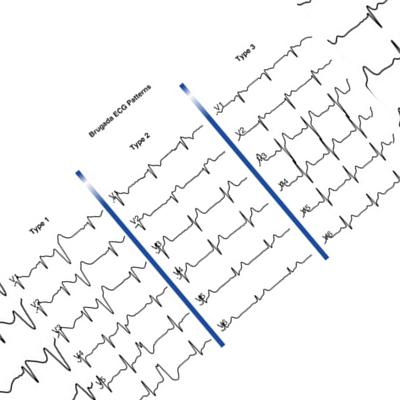 Brugada ECG Patterns
Type 1
V1
V2
V3
V4
V5
Type 2
V1
V2
V3
V4
V5
V6
Type 3
V1
V2
V3
V4
V5
V6